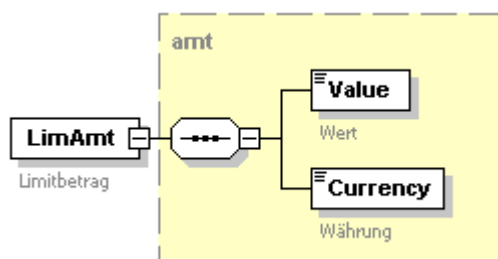 amt
Value
Wert
LimAmt
Limitbetrag
Currency
Währung